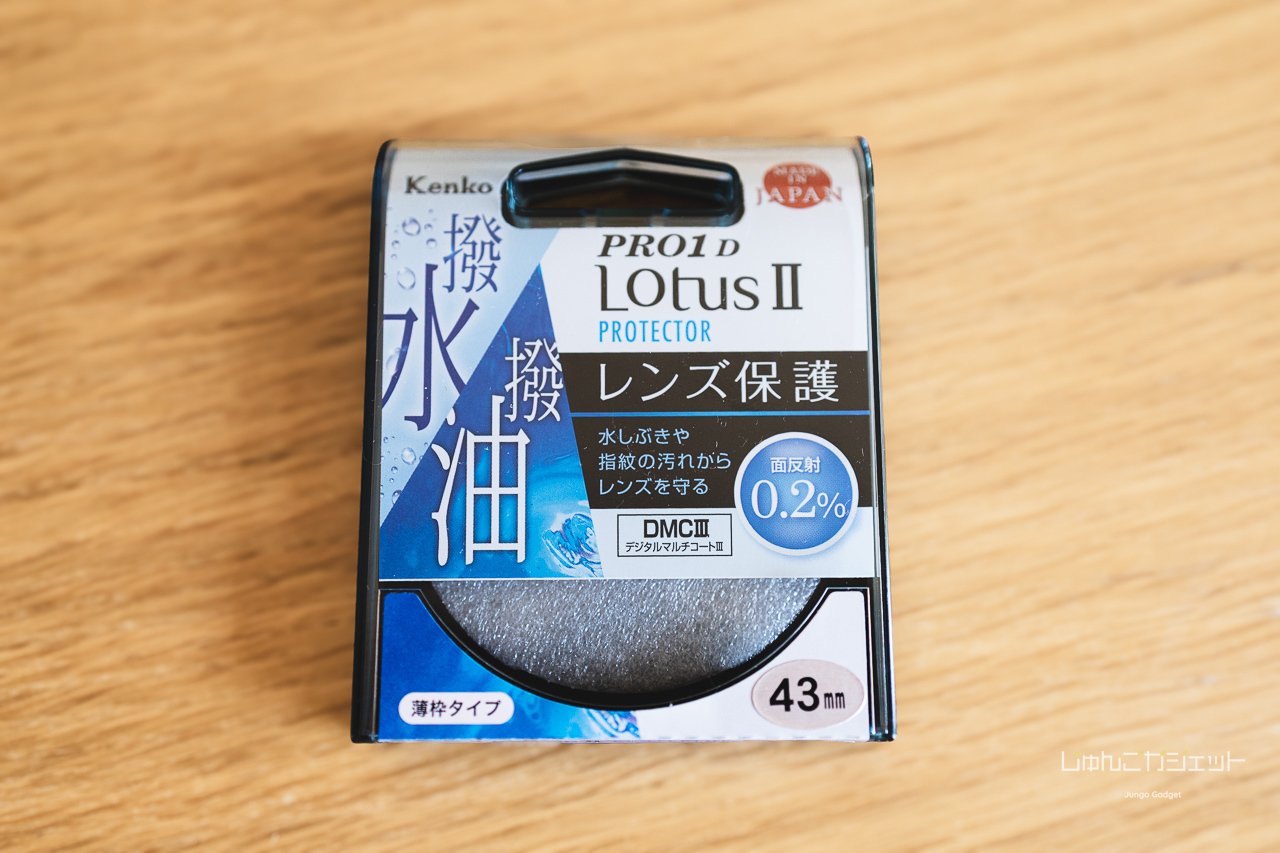 Kenko
MADE IN JAPAN
撥水
撥油
PRO1 D
Lotus II
PROTECTOR
レンズ保護
水しぶきや
指紋の汚れから
レンズを守る
面反射
0.2%
DMCIII
デジタルマルチコートIII
薄枠タイプ
43mm
じゅんこガジェット
Jungo Gadget